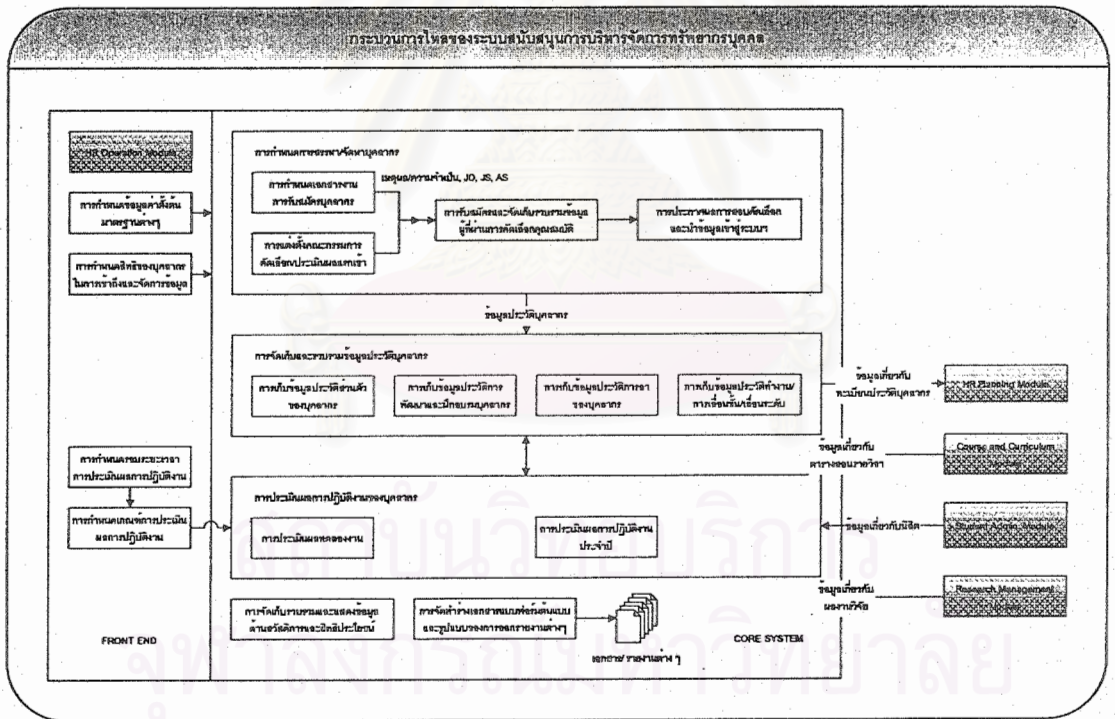 กระบวนการไหลของระบบสนับสนุนการบริหารจัดการทรัพยากรบุคคล
HR Operation Module
การกำหนดข้อมูลค่าตั้งต้น
มาตรฐานต่างๆ
การกำหนดสิทธิของบุคลากร
ในการเข้าถึงและจัดการข้อมูล
การกำหนดการสรรหา/จัดหาบุคลากร
การกำหนดเอกสารงาน
การรับสมัครบุคลากร
เหตุผล/ความจำเป็น, JD, JS, AS
การแต่งตั้งคณะกรรมการ
คัดเลือก/ประเมินผลแรกเข้า
การรับสมัครและจัดเก็บรวบรวมข้อมูล
ผู้ที่ผ่านการคัดเลือกคุณสมบัติ
การประกาศผลการสอบคัดเลือก
และนำข้อมูลเข้าสู่ระบบฯ
ข้อมูลประวัติบุคลากร
การจัดเก็บและรวบรวมข้อมูลประวัติบุคลากร
การเก็บข้อมูลประวัติส่วนตัว
ของบุคลากร
การเก็บข้อมูลประวัติการ
พัฒนาและฝึกอบรมบุคลากร
การเก็บข้อมูลประวัติการลา
ของบุคลากร
การเก็บข้อมูลประวัติทำงาน/
การเลื่อนขั้น/เลื่อนระดับ
ข้อมูลเกี่ยวกับ
ทะเบียนประวัติบุคลากร
HR Planning Module
ข้อมูลเกี่ยวกับ
ตารางสอนรายวิชา
Course and Curriculum
Module
การกำหนดรอบระยะเวลา
การประเมินผลการปฏิบัติงาน
การกำหนดเกณฑ์การประเมิน
ผลการปฏิบัติงาน
การประเมินผลการปฏิบัติงานของบุคลากร
การประเมินผลทดลองงาน
การประเมินผลการปฏิบัติงาน
ประจำปี
ข้อมูลเกี่ยวกับนิสิต
Student Admin Module
ข้อมูลเกี่ยวกับ
ผลงานวิจัย
Research Management
Module
การจัดเก็บรวบรวมและแสดงข้อมูล
ด้านสวัสดิการและสิทธิประโยชน์
การจัดทำร่างเอกสารแบบฟอร์มต้นแบบ
และรูปแบบของการออกรายงานต่างๆ
เอกสาร/รายงานต่าง ๆ
FRONT END
CORE SYSTEM
สถาบันวิทยบริการ
จุฬาลงกรณ์มหาวิทยาลัย